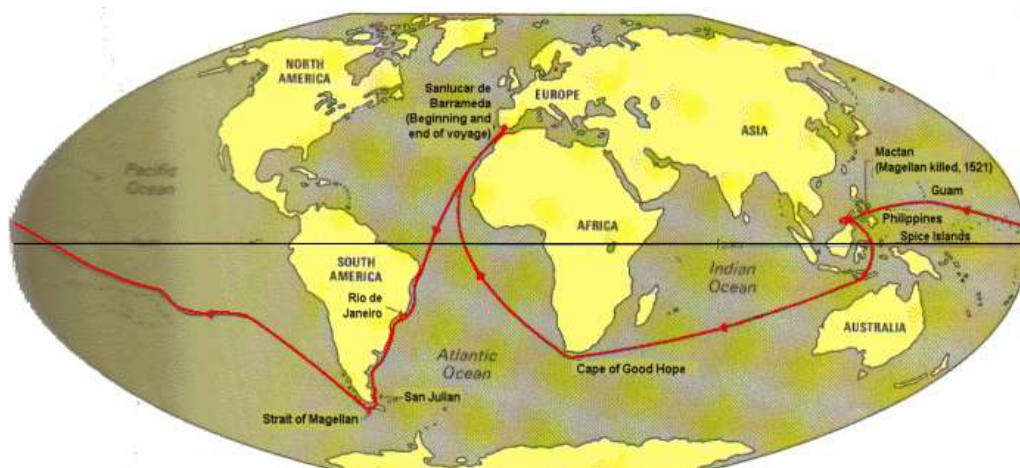 NORTH
AMERICA
Sanlucar de
Barrameda
(Beginning and
end of voyage)
EUROPE
ASIA
Pacific
Ocean
Mactan
(Magellan killed, 1521)
Guam
Philippines
Spice Islands
AFRICA
SOUTH
AMERICA
Indian
Ocean
Rio de
Janeiro
AUSTRALIA
Atlantic
Ocean
Cape of Good Hope
San Julian
Strait of Magellan